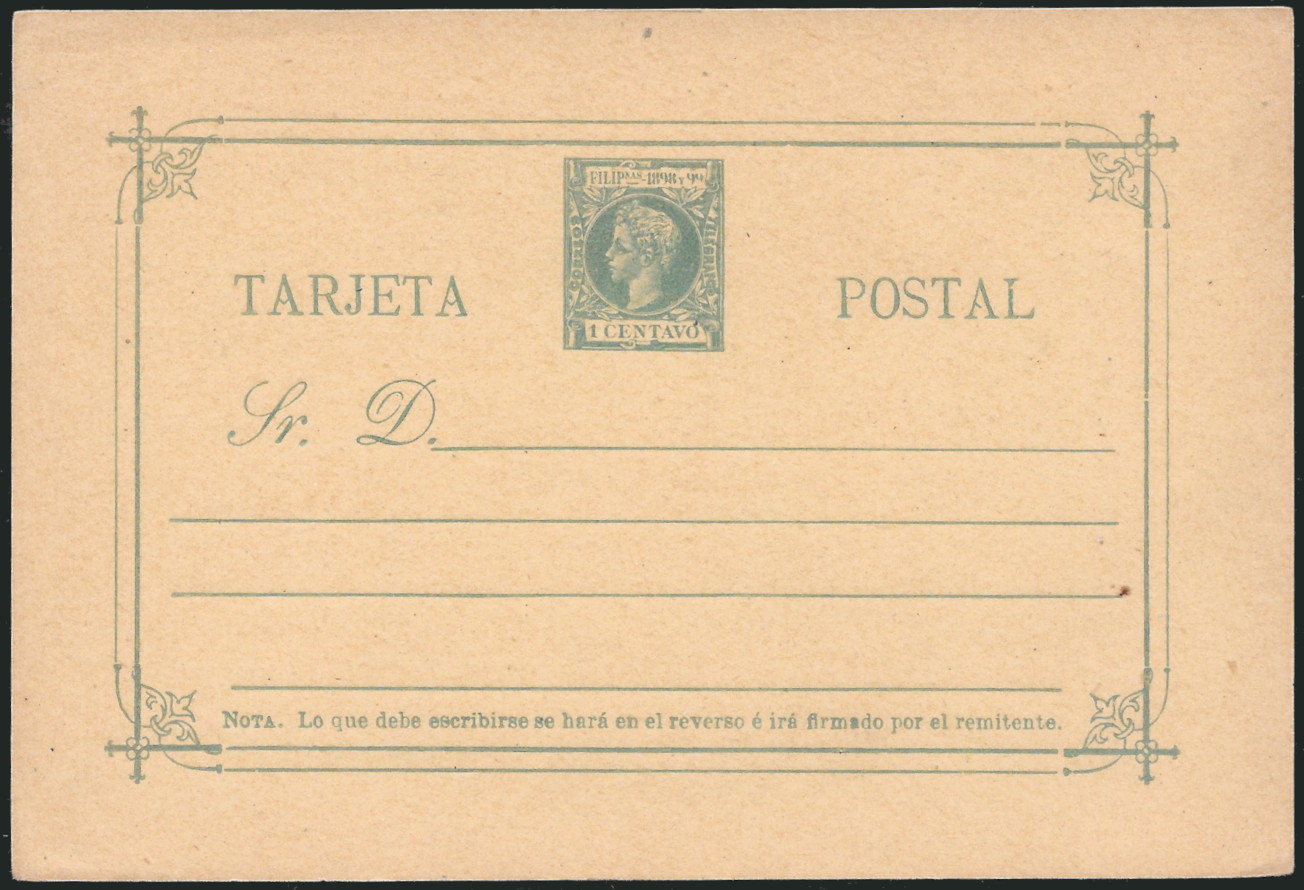 FILIPNAS-1898 Y 99
CORREOS
TARJETA
POSTAL
1 CENTAVO
Sr. D.
NOTA. Lo que debe escribirse se hará en el reverso é irá firmado por el remitente.